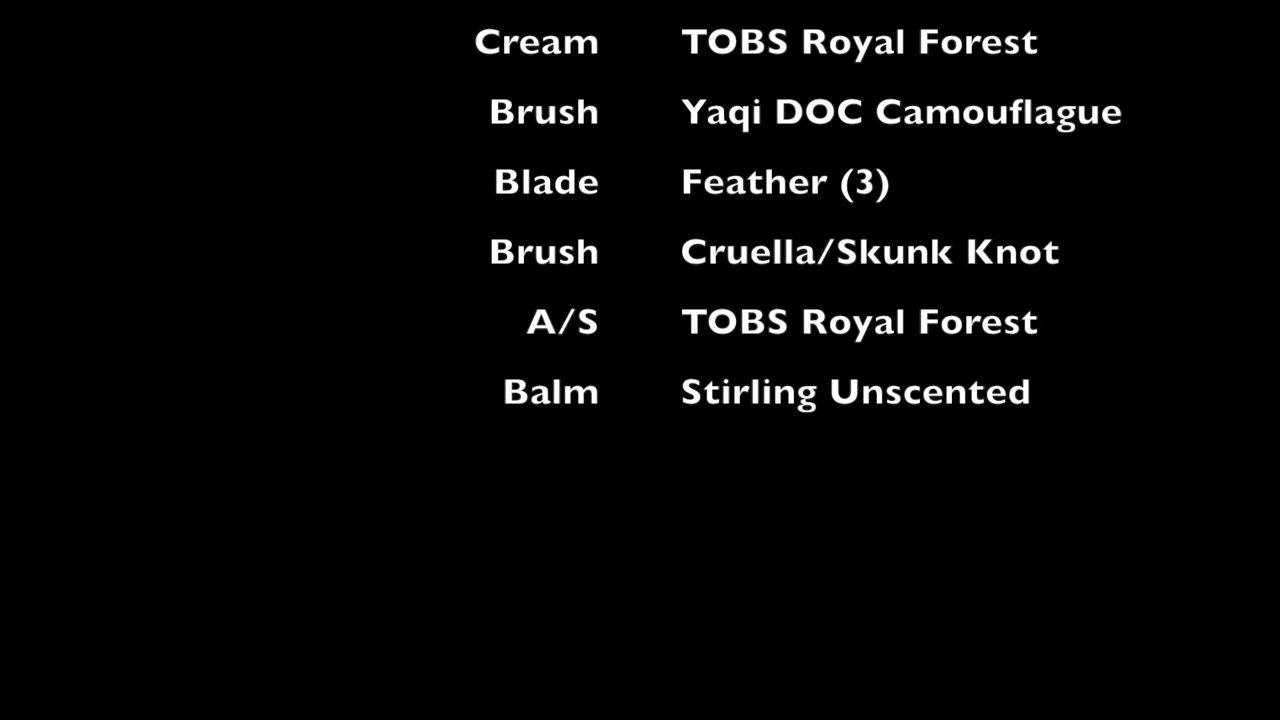 Cream TOBS Royal Forest
Brush Yaqi DOC Camouflague
Blade Feather (3)
Brush Cruella/Skunk Knot
A/S TOBS Royal Forest
Balm Stirling Unscented